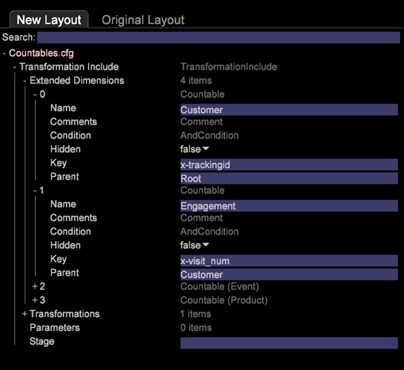 New Layout Original Layout
Search:
- Countables.cfg
- Transformation Include TransformationInclude
- Extended Dimensions 4 items
- 0 Countable
Name Customer
Comments Comment
Condition AndCondition
Hidden false
Key x-trackingid
Parent Root
- 1 Countable
Name Engagement
Comments Comment
Condition AndCondition
Hidden false
Key x-visit_num
Parent Customer
+ 2 Countable (Event)
+ 3 Countable (Product)
+ Transformations 1 items
Parameters 0 items
Stage